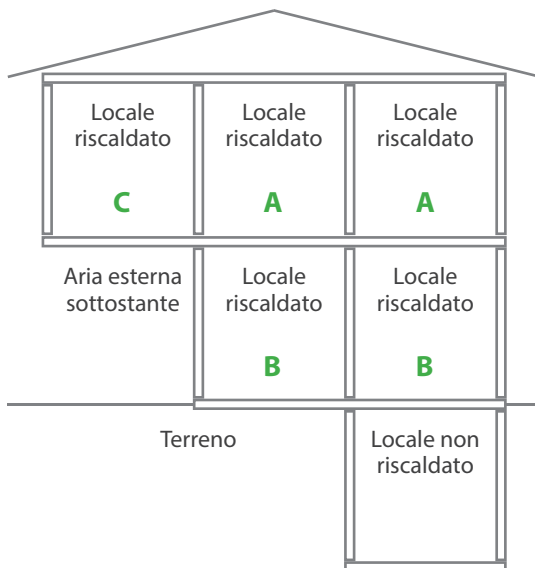 Locale
riscaldato
C
Locale
riscaldato
A
Locale
riscaldato
A
Aria esterna
sottostante
Locale
riscaldato
B
Locale
riscaldato
B
Terreno
Locale non
riscaldato